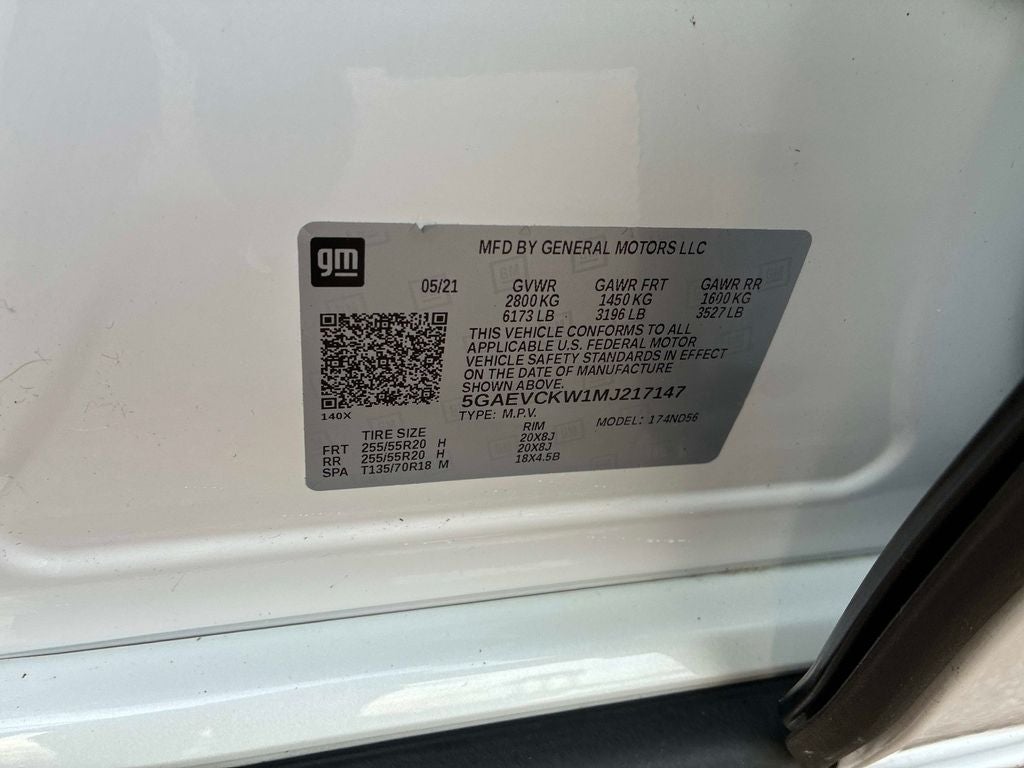 gm
MFD BY GENERAL MOTORS LLC
05/21 GVWR GAWR FRT GAWR RR
2800 KG 1450 KG 1600 KG
6173 LB 3196 LB 3527 LB
THIS VEHICLE CONFORMS TO ALL
APPLICABLE U.S. FEDERAL MOTOR
VEHICLE SAFETY STANDARDS IN EFFECT
ON THE DATE OF MANUFACTURE
SHOWN ABOVE.
5GAEVCKW1MJ217147
140X
TYPE: M.P.V. MODEL: 174ND56
TIRE SIZE RIM
FRT 255/55R20 H 20X8J
RR 255/55R20 H 20X8J
SPA T135/70R18 M 18X4.5B